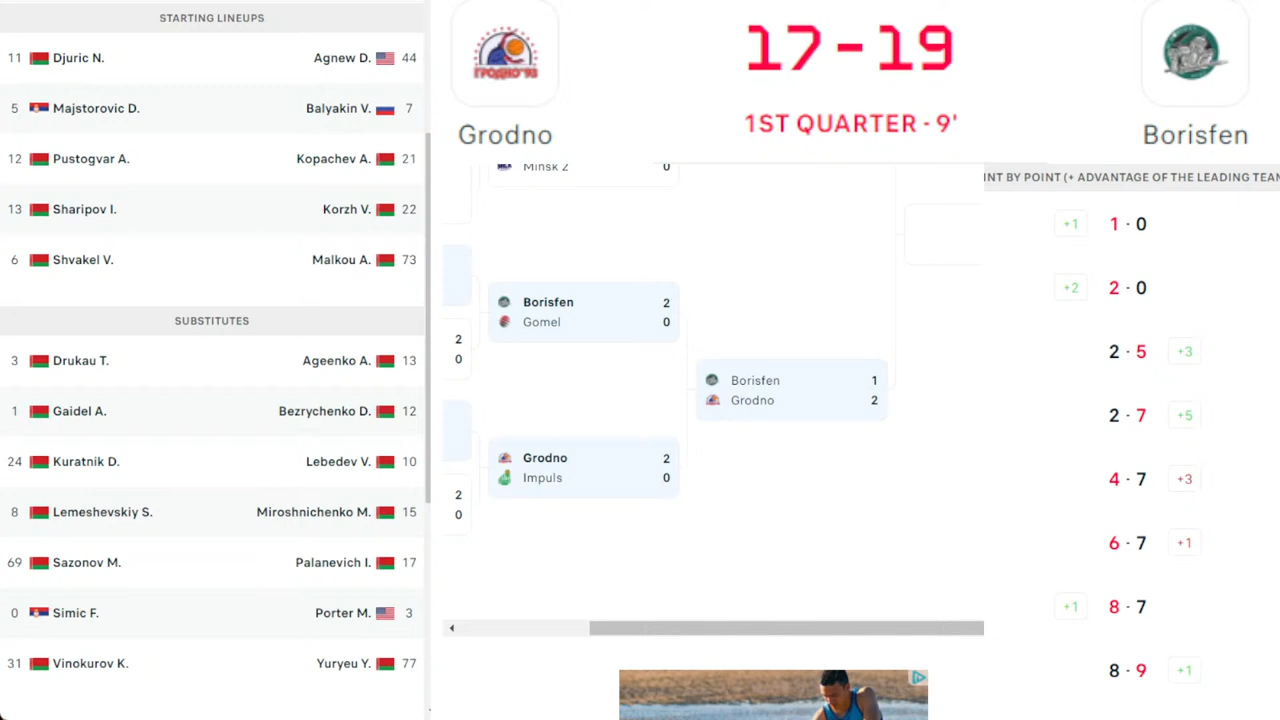 STARTING LINEUPS
11 Djuric N. Agnew D. 44
5 Majstorovic D. Balyakin V. 7
12 Pustogvar A. Kopachev A. 21
13 Sharipov I. Korzh V. 22
6 Shvakel V. Malkou A. 73
SUBSTITUTES
3 Drukau T. Ageenko A. 13
1 Gaidel A. Bezrychenko D. 12
24 Kuratnik D. Lebedev V. 10
8 Lemeshevskiy S. Miroshnichenko M. 15
69 Sazonov M. Palanevich I. 17
0 Simic F. Porter M. 3
31 Vinokurov K. Yuryeu Y. 77
ГРОДНО'93
Grodno
17-19
1ST QUARTER - 9'
Borisfen
Minsk 2 0
Borisfen 2
Gomel 0
2
0
Borisfen 1
Grodno 2
Grodno 2
Impuls 0
2
0
INT BY POINT (+ ADVANTAGE OF THE LEADING TEAM
+1 1 - 0
+2 2 - 0
2 - 5 +3
2 - 7 +5
4 - 7 +3
6 - 7 +1
+1 8 - 7
8 - 9 +1